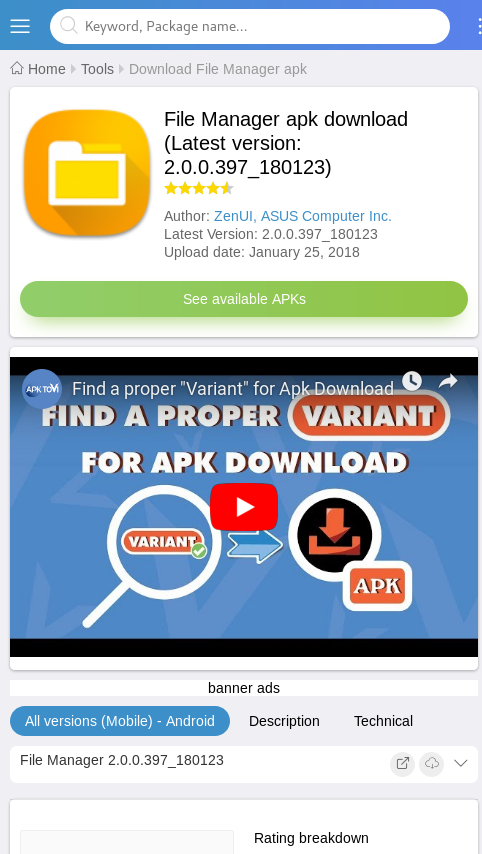 Keyword, Package name...
Home Tools Download File Manager apk
File Manager apk download
(Latest version:
2.0.0.397_180123)
Author: ZenUI, ASUS Computer Inc.
Latest Version: 2.0.0.397_180123
Upload date: January 25, 2018
See available APKs
Find a proper "Variant" for Apk Download
FIND A PROPER VARIANT
FOR APK DOWNLOAD
VARIANT
APK
banner ads
All versions (Mobile) - Android Description Technical
File Manager 2.0.0.397_180123
Rating breakdown